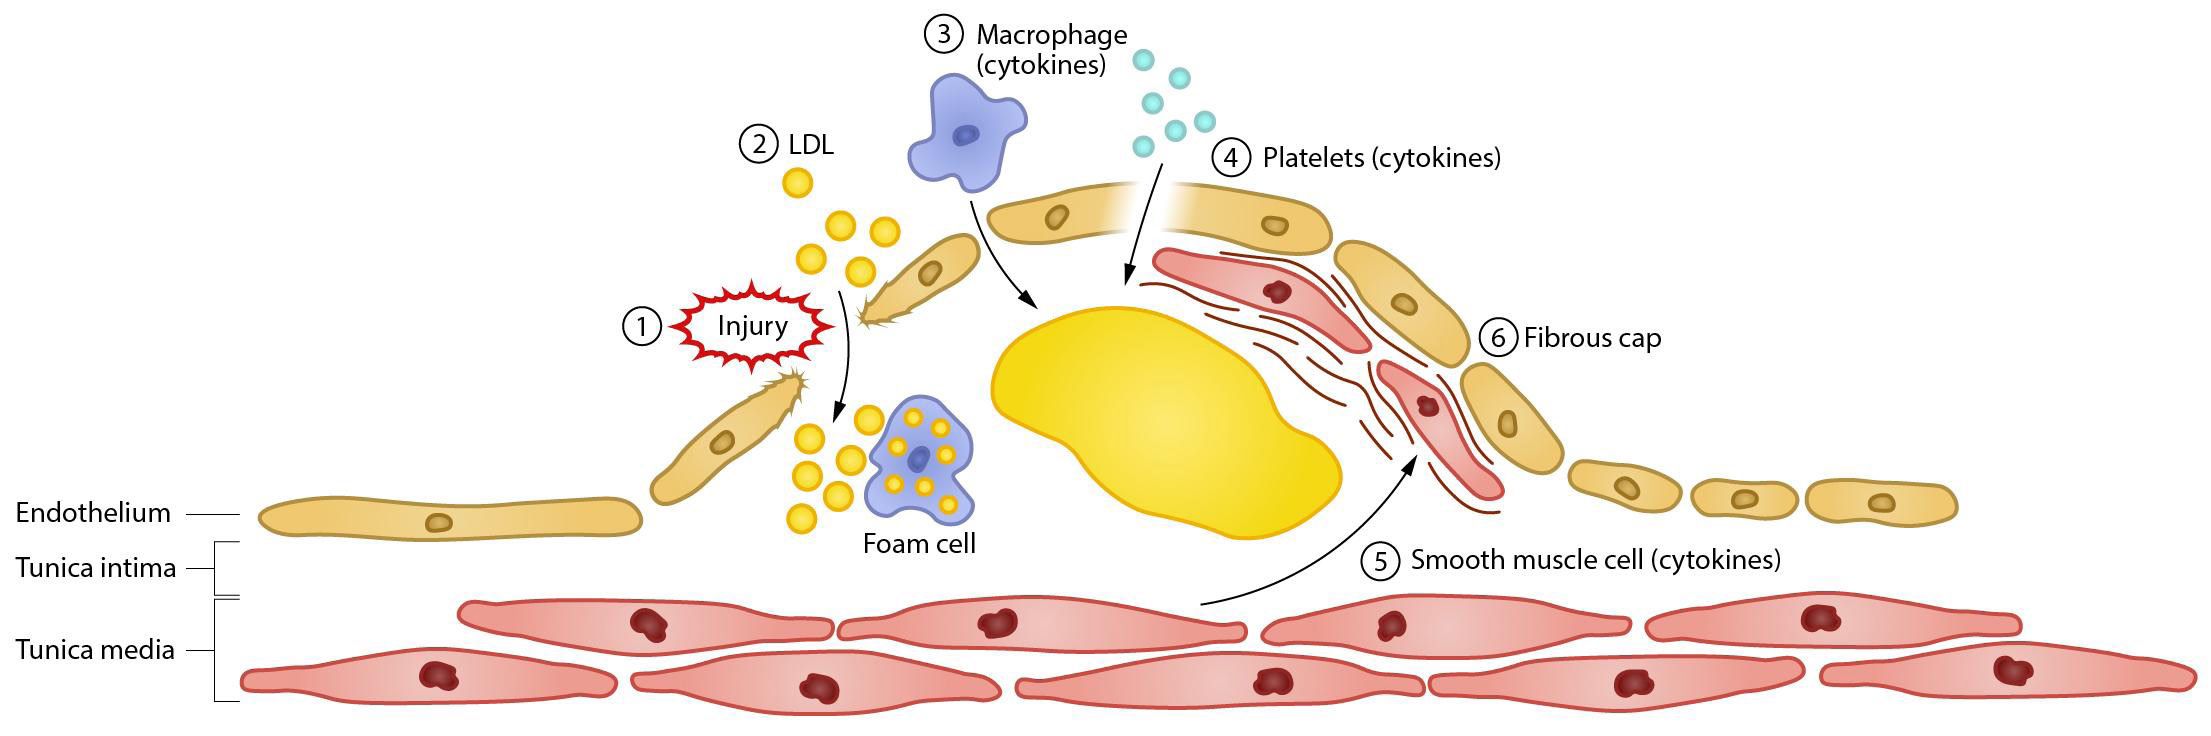 3 Macrophage
(cytokines)
2 LDL
4 Platelets (cytokines)
1 Injury
6 Fibrous cap
Endothelium
Foam cell
5 Smooth muscle cell (cytokines)
Tunica intima
Tunica media